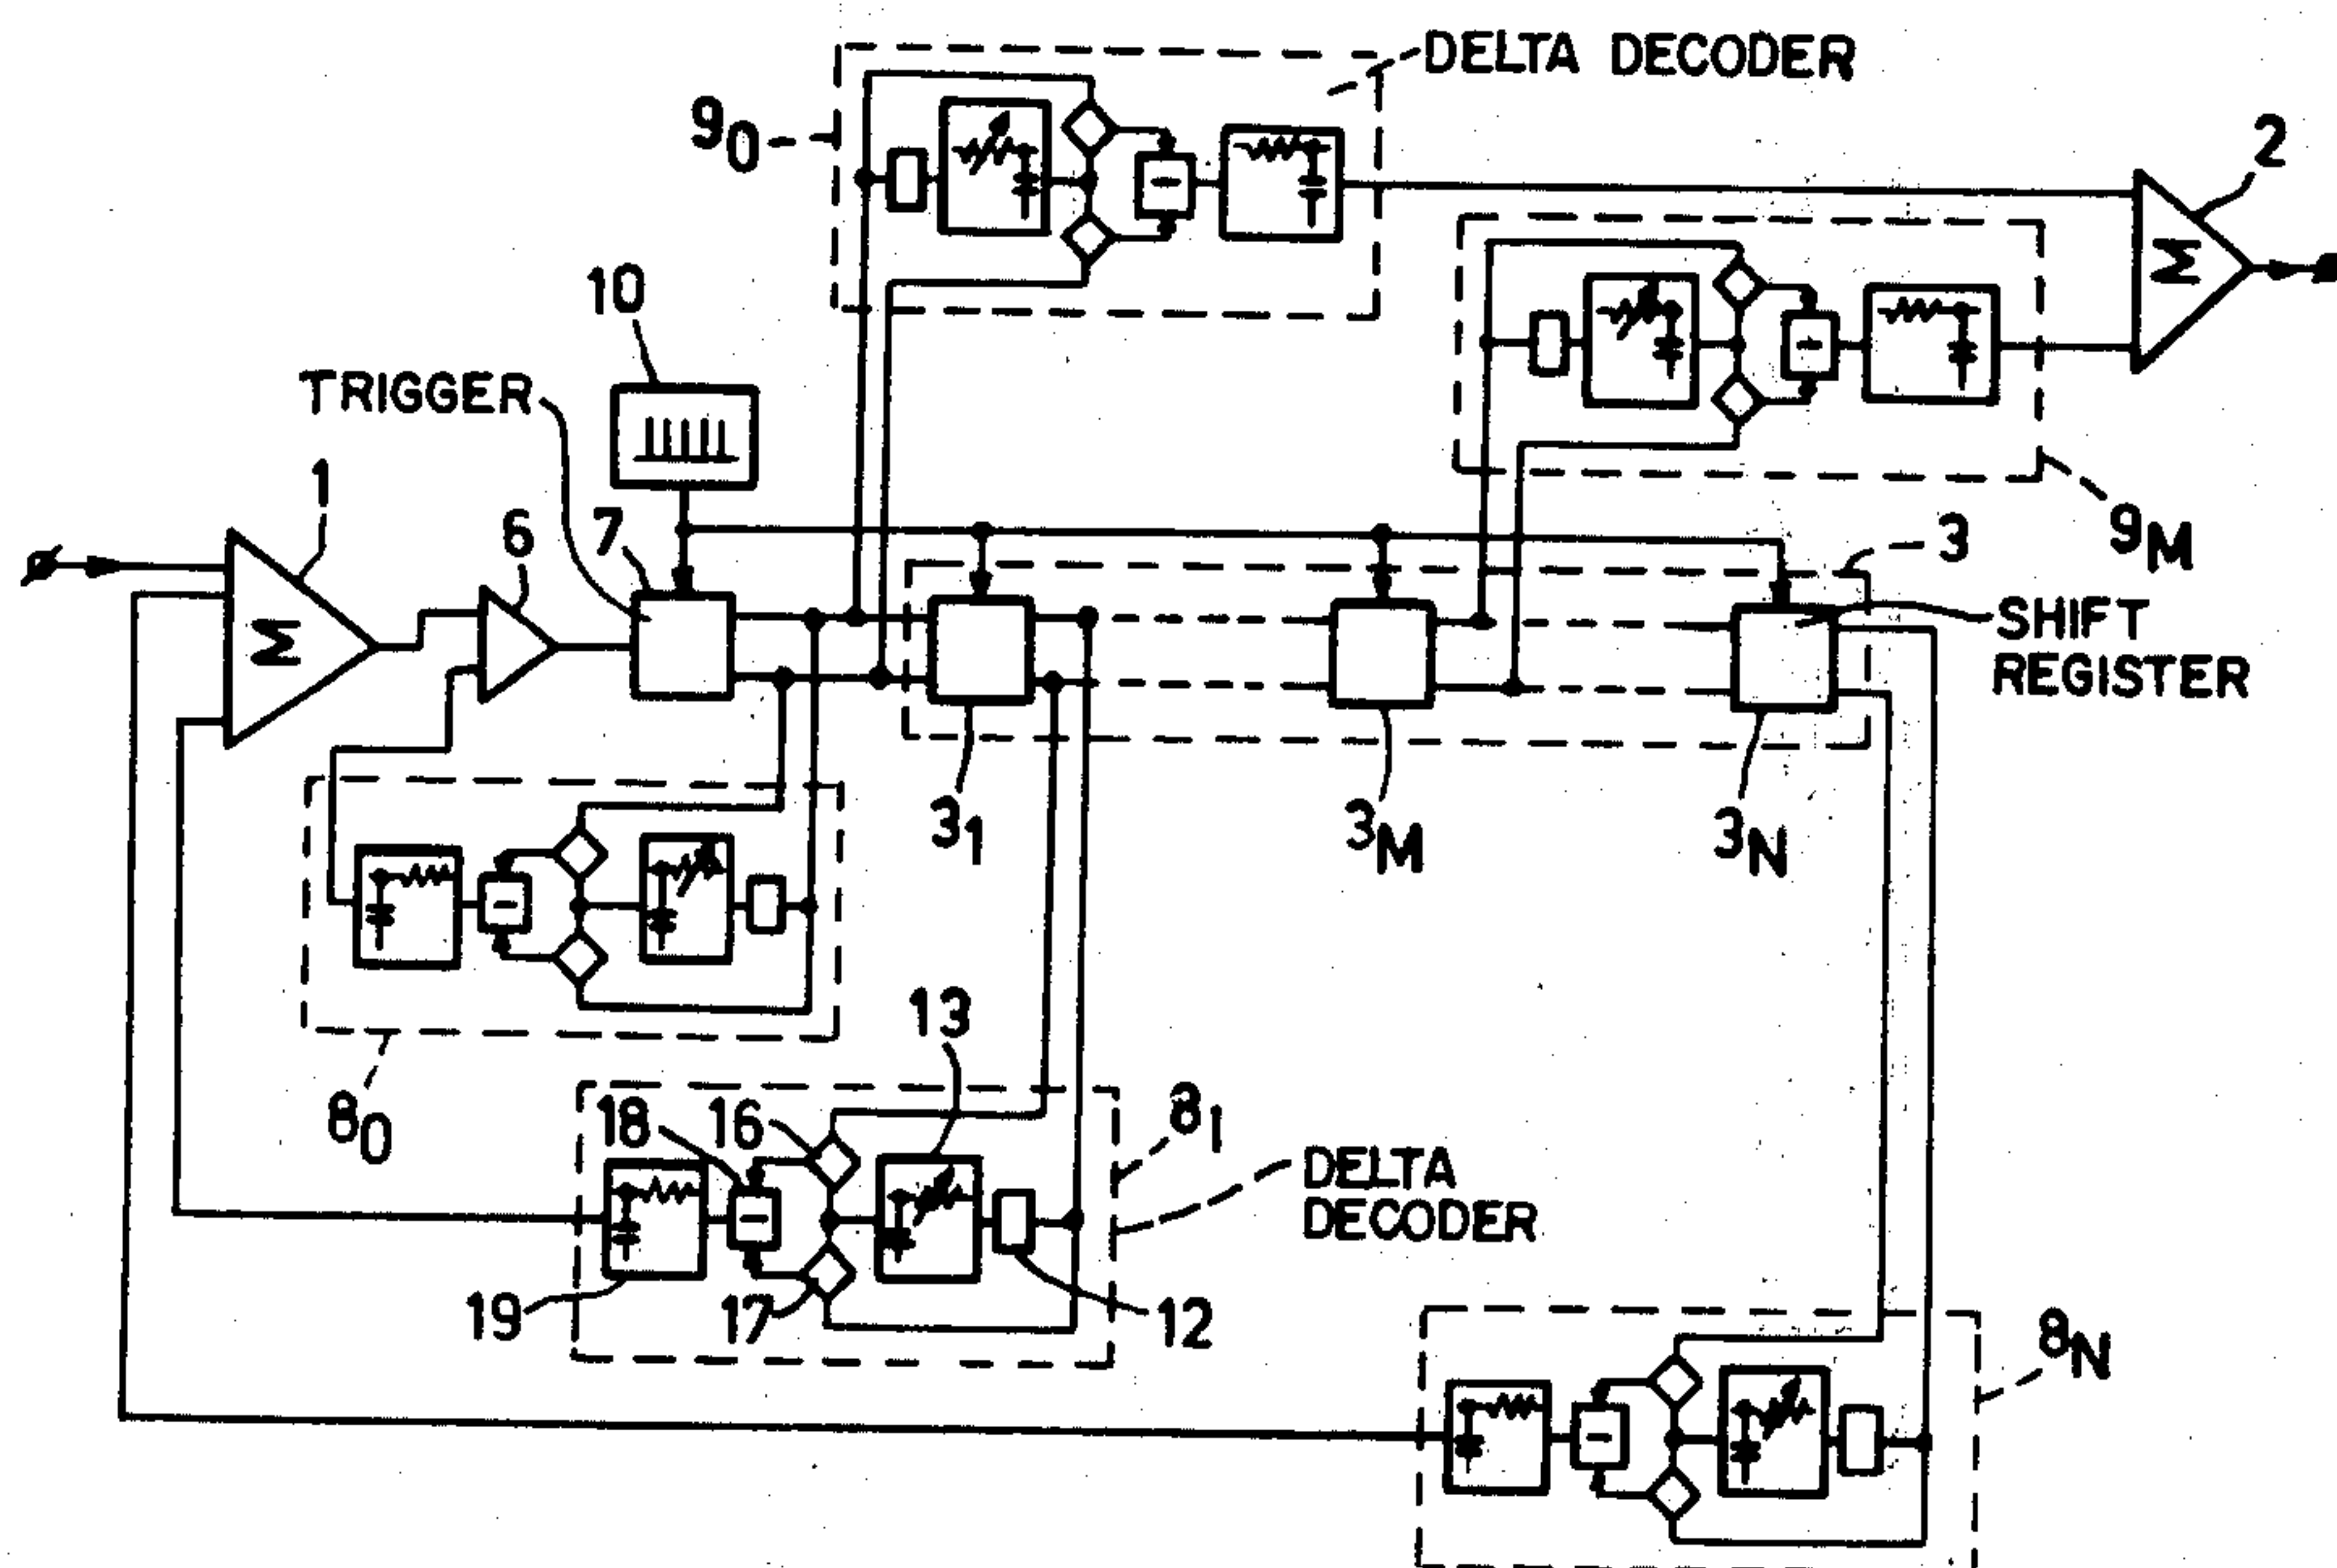 DELTA DECODER
9₀
2
10
TRIGGER
1
6
7
9M
3
SHIFT
REGISTER
Σ
Σ
3₁
3M
3N
−
−
−
−
−
13
8₀
18
16
8₁
DELTA
DECODER
19
17
12
8N